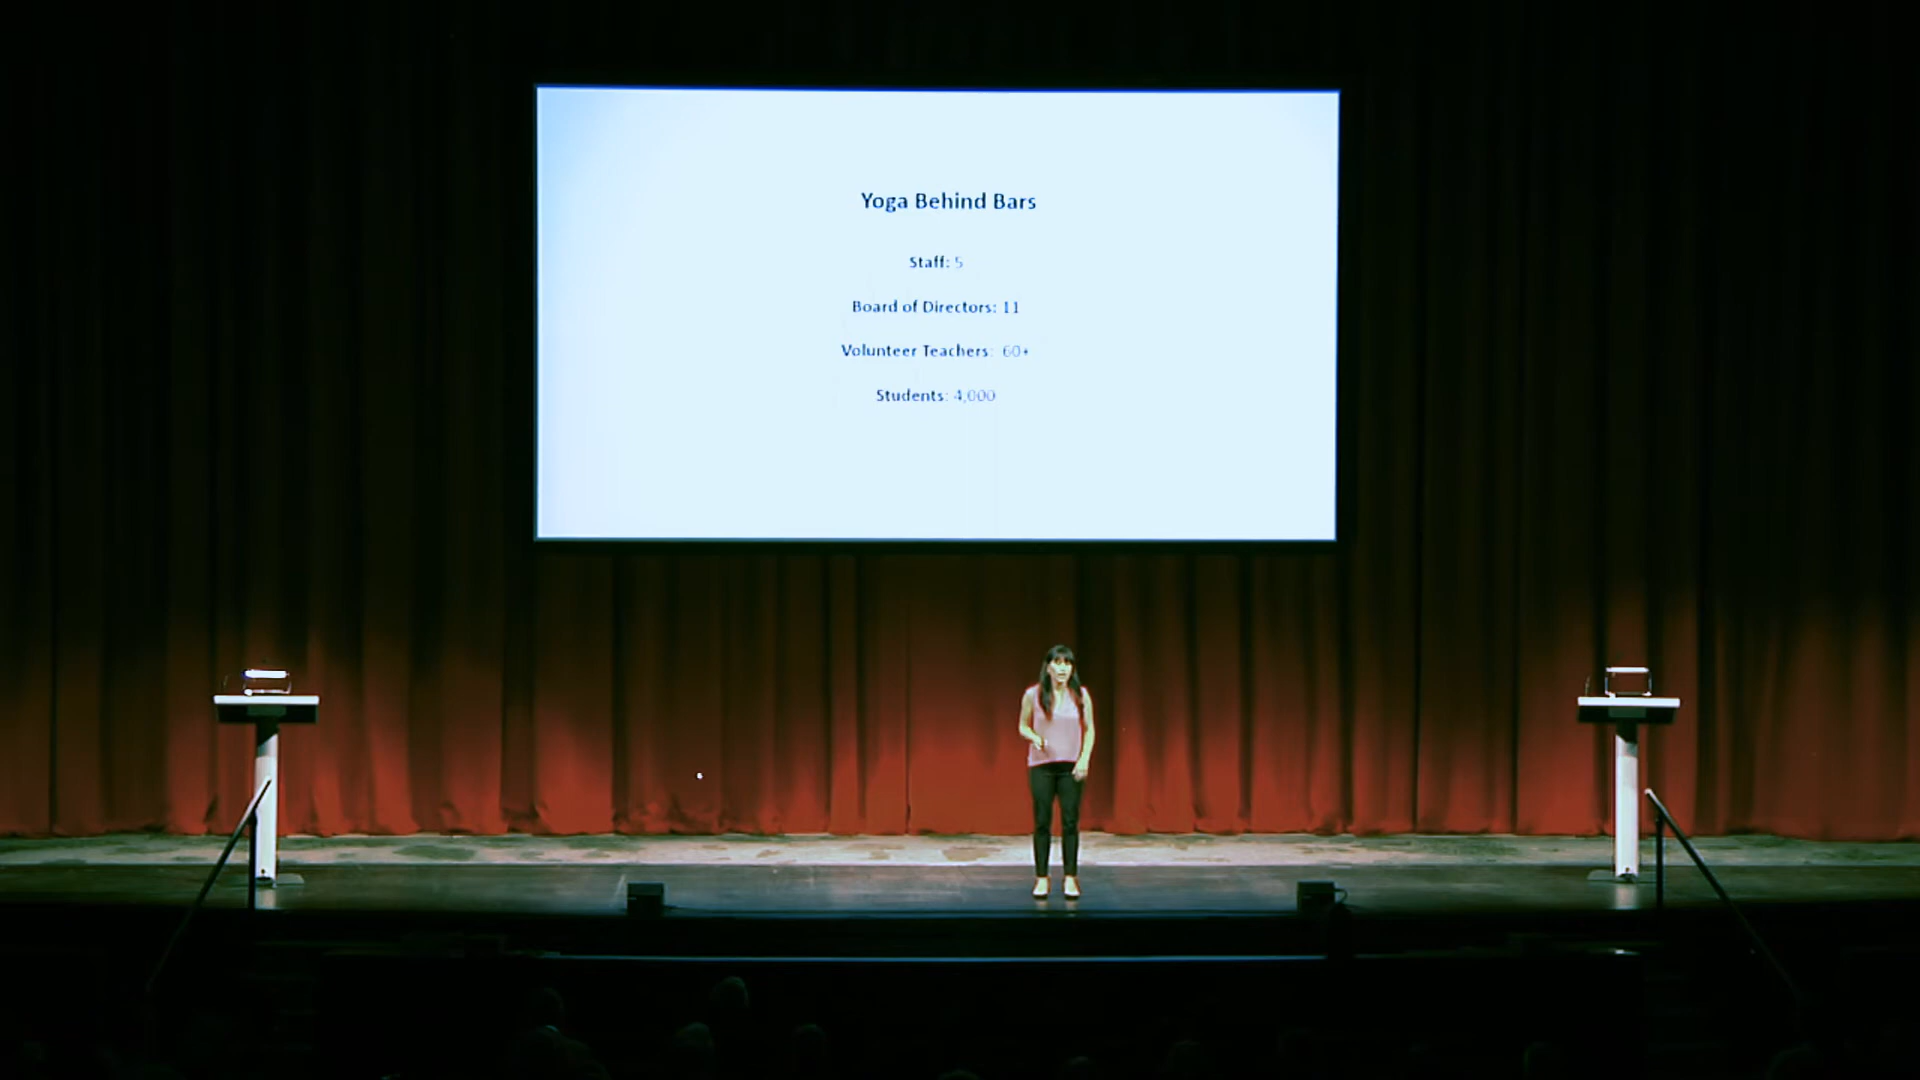 Yoga Behind Bars
Staff: 5
Board of Directors: 11
Volunteer Teachers: 60+
Students: 4,000